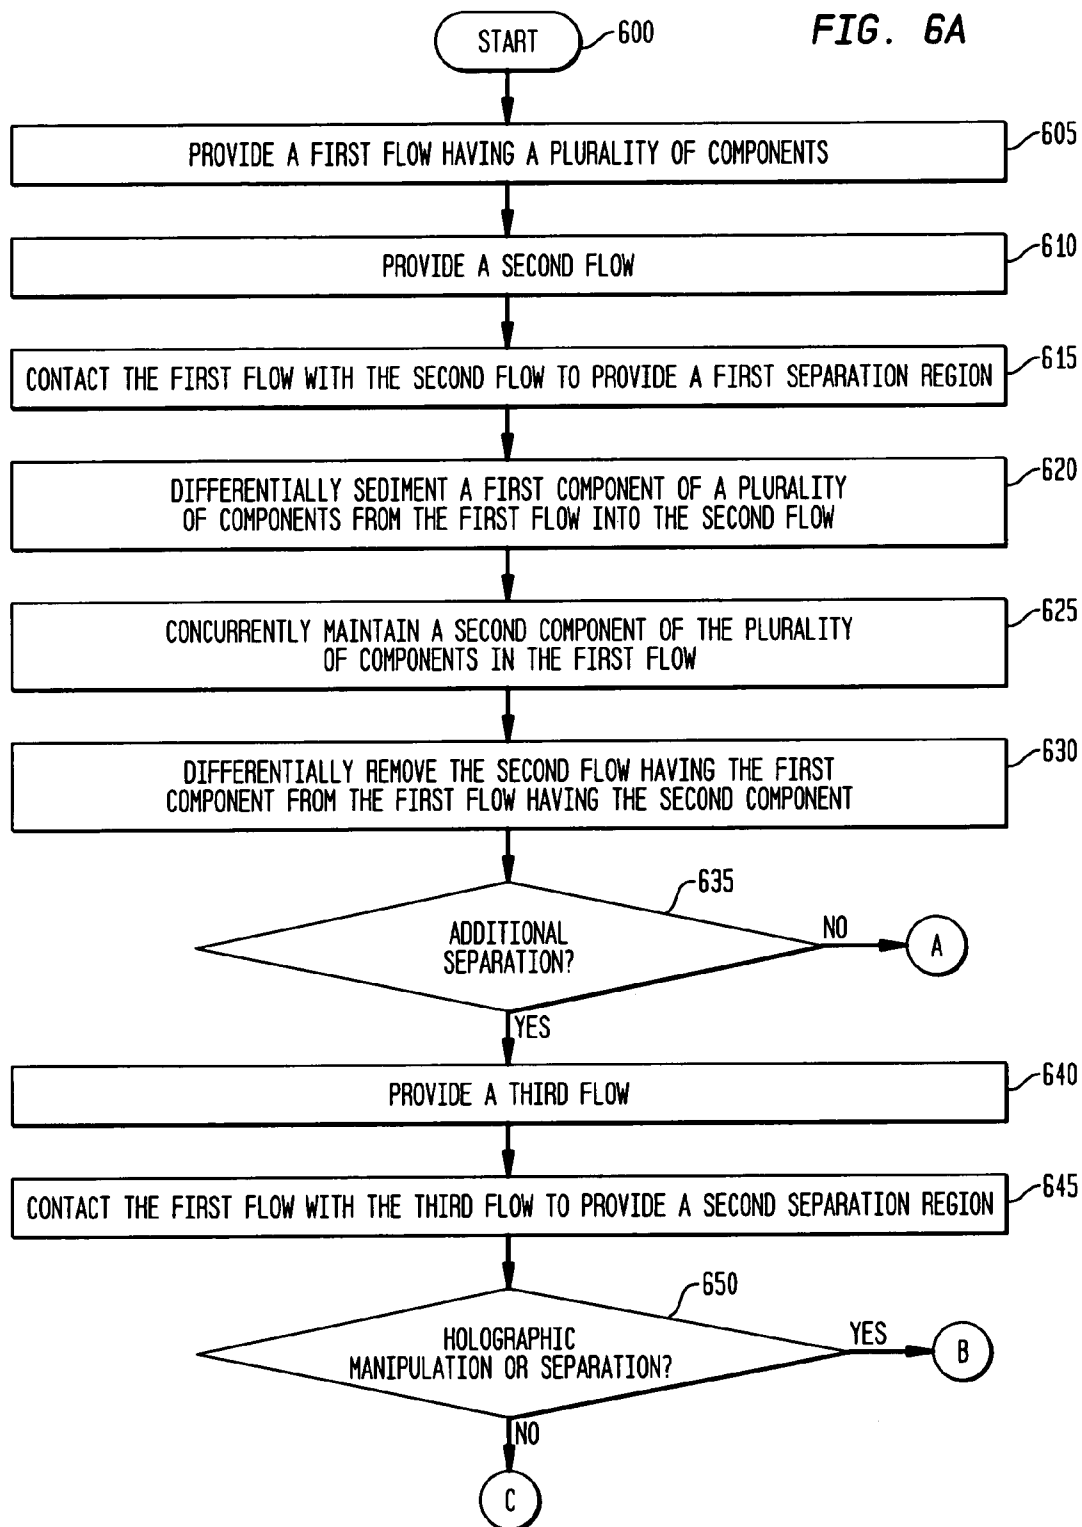 FIG. 6A
START
600
PROVIDE A FIRST FLOW HAVING A PLURALITY OF COMPONENTS
605
PROVIDE A SECOND FLOW
610
CONTACT THE FIRST FLOW WITH THE SECOND FLOW TO PROVIDE A FIRST SEPARATION REGION
615
DIFFERENTIALLY SEDIMENT A FIRST COMPONENT OF A PLURALITY
OF COMPONENTS FROM THE FIRST FLOW INTO THE SECOND FLOW
620
CONCURRENTLY MAINTAIN A SECOND COMPONENT OF THE PLURALITY
OF COMPONENTS IN THE FIRST FLOW
625
DIFFERENTIALLY REMOVE THE SECOND FLOW HAVING THE FIRST
COMPONENT FROM THE FIRST FLOW HAVING THE SECOND COMPONENT
630
ADDITIONAL
SEPARATION?
635
NO
A
YES
PROVIDE A THIRD FLOW
640
CONTACT THE FIRST FLOW WITH THE THIRD FLOW TO PROVIDE A SECOND SEPARATION REGION
645
HOLOGRAPHIC
MANIPULATION OR SEPARATION?
650
YES
B
NO
C